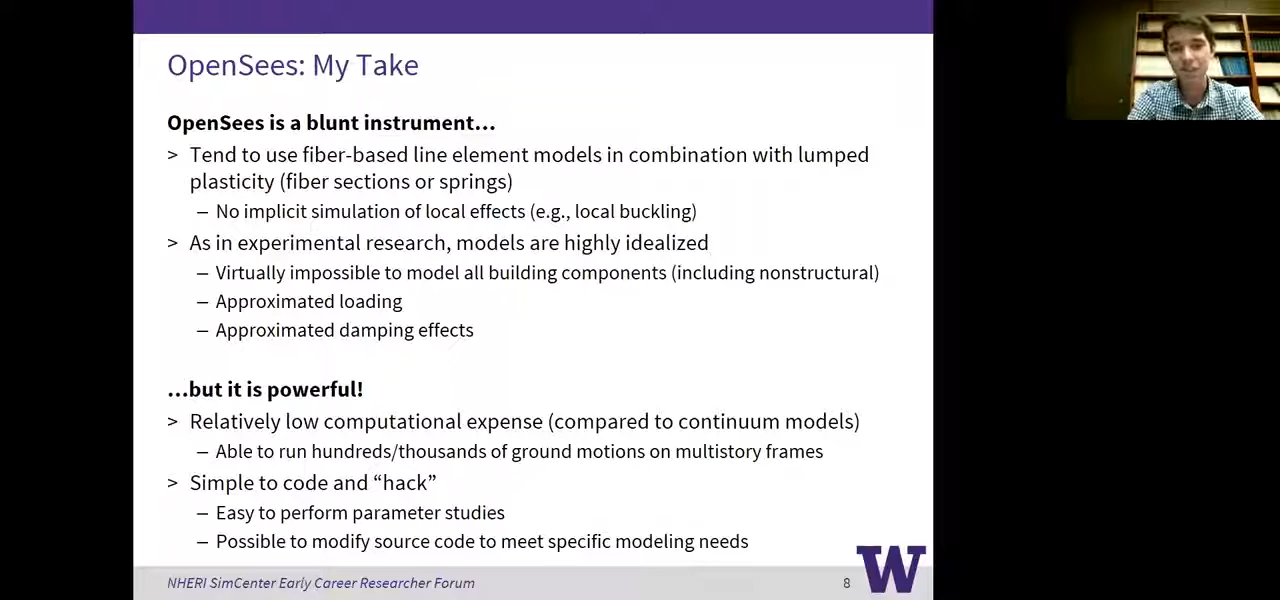 OpenSees: My Take
OpenSees is a blunt instrument…
> Tend to use fiber-based line element models in combination with lumped
plasticity (fiber sections or springs)
– No implicit simulation of local effects (e.g., local buckling)
> As in experimental research, models are highly idealized
– Virtually impossible to model all building components (including nonstructural)
– Approximated loading
– Approximated damping effects
…but it is powerful!
> Relatively low computational expense (compared to continuum models)
– Able to run hundreds/thousands of ground motions on multistory frames
> Simple to code and “hack”
– Easy to perform parameter studies
– Possible to modify source code to meet specific modeling needs
NHERI SimCenter Early Career Researcher Forum
8
W